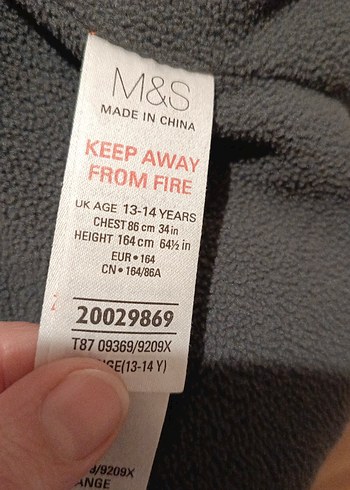 M&S
MADE IN CHINA
KEEP AWAY
FROM FIRE
UK AGE 13-14 YEARS
CHEST 86 cm 34 in
HEIGHT 164 cm 64½ in
EUR • 164
CN • 164/86A
20029869
T87 09369/9209X
(13-14 Y)
/9209X